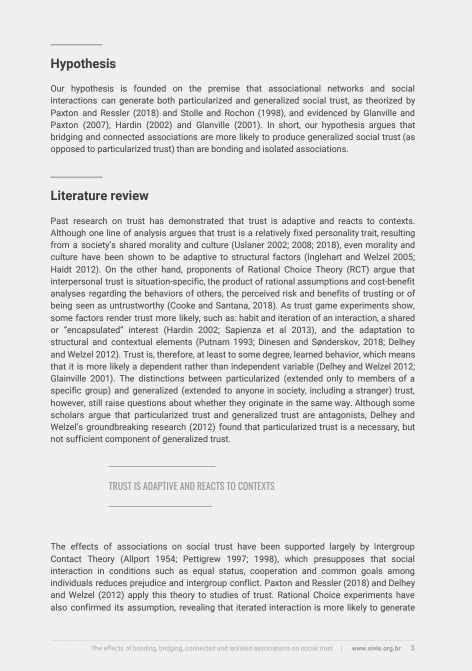 Hypothesis
Our hypothesis is founded on the premise that associational networks and social
interactions can generate both particularized and generalized social trust, as theorized by
Paxton and Ressler (2018) and Stolle and Rochon (1998), and evidenced by Glanville and
Paxton (2007), Hardin (2002) and Glanville (2001). In short, our hypothesis argues that
bridging and connected associations are more likely to produce generalized social trust (as
opposed to particularized trust) than are bonding and isolated associations.
Literature review
Past research on trust has demonstrated that trust is adaptive and reacts to contexts.
Although one line of analysis argues that trust is a relatively fixed personality trait, resulting
from a society's shared morality and culture (Uslaner 2002; 2008; 2018), even morality and
culture have been shown to be adaptive to structural factors (Inglehart and Welzel 2005;
Haidt 2012). On the other hand, proponents of Rational Choice Theory (RCT) argue that
interpersonal trust is situation-specific, the product of rational assumptions and cost-benefit
analyses regarding the behaviors of others, the perceived risk and benefits of trusting or of
being seen as untrustworthy (Cooke and Santana, 2018). As trust game experiments show,
some factors render trust more likely, such as: habit and iteration of an interaction, a shared
or “encapsulated” interest (Hardin 2002; Sapienza et al 2013), and the adaptation to
structural and contextual elements (Putnam 1993; Dinesen and Sønderskov, 2018; Delhey
and Welzel 2012). Trust is, therefore, at least to some degree, learned behavior, which means
that it is more likely a dependent rather than independent variable (Delhey and Welzel 2012;
Glainville 2001). The distinctions between particularized (extended only to members of a
specific group) and generalized (extended to anyone in society, including a stranger) trust,
however, still raise questions about whether they originate in the same way. Although some
scholars argue that particularized trust and generalized trust are antagonists, Delhey and
Welzel's groundbreaking research (2012) found that particularized trust is a necessary, but
not sufficient component of generalized trust.
TRUST IS ADAPTIVE AND REACTS TO CONTEXTS
The effects of associations on social trust have been supported largely by Intergroup
Contact Theory (Allport 1954; Pettigrew 1997; 1998), which presupposes that social
interaction in conditions such as equal status, cooperation and common goals among
individuals reduces prejudice and intergroup conflict. Paxton and Ressler (2018) and Delhey
and Welzel (2012) apply this theory to studies of trust. Rational Choice experiments have
also confirmed its assumption, revealing that iterated interaction is more likely to generate
The effects of bonding, bridging, connected and isolated associations on social trust | www.sivis.org.br 3